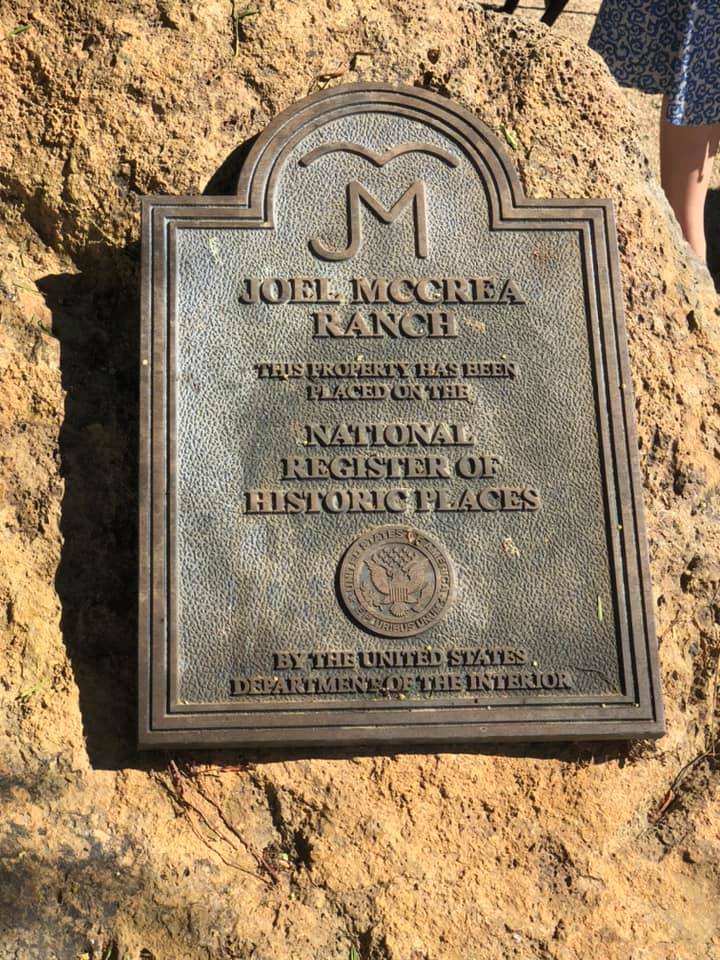 JM
JOEL MCCREA
RANCH
THIS PROPERTY HAS BEEN
PLACED ON THE
NATIONAL
REGISTER OF
HISTORIC PLACES
BY THE UNITED STATES
DEPARTMENT OF THE INTERIOR